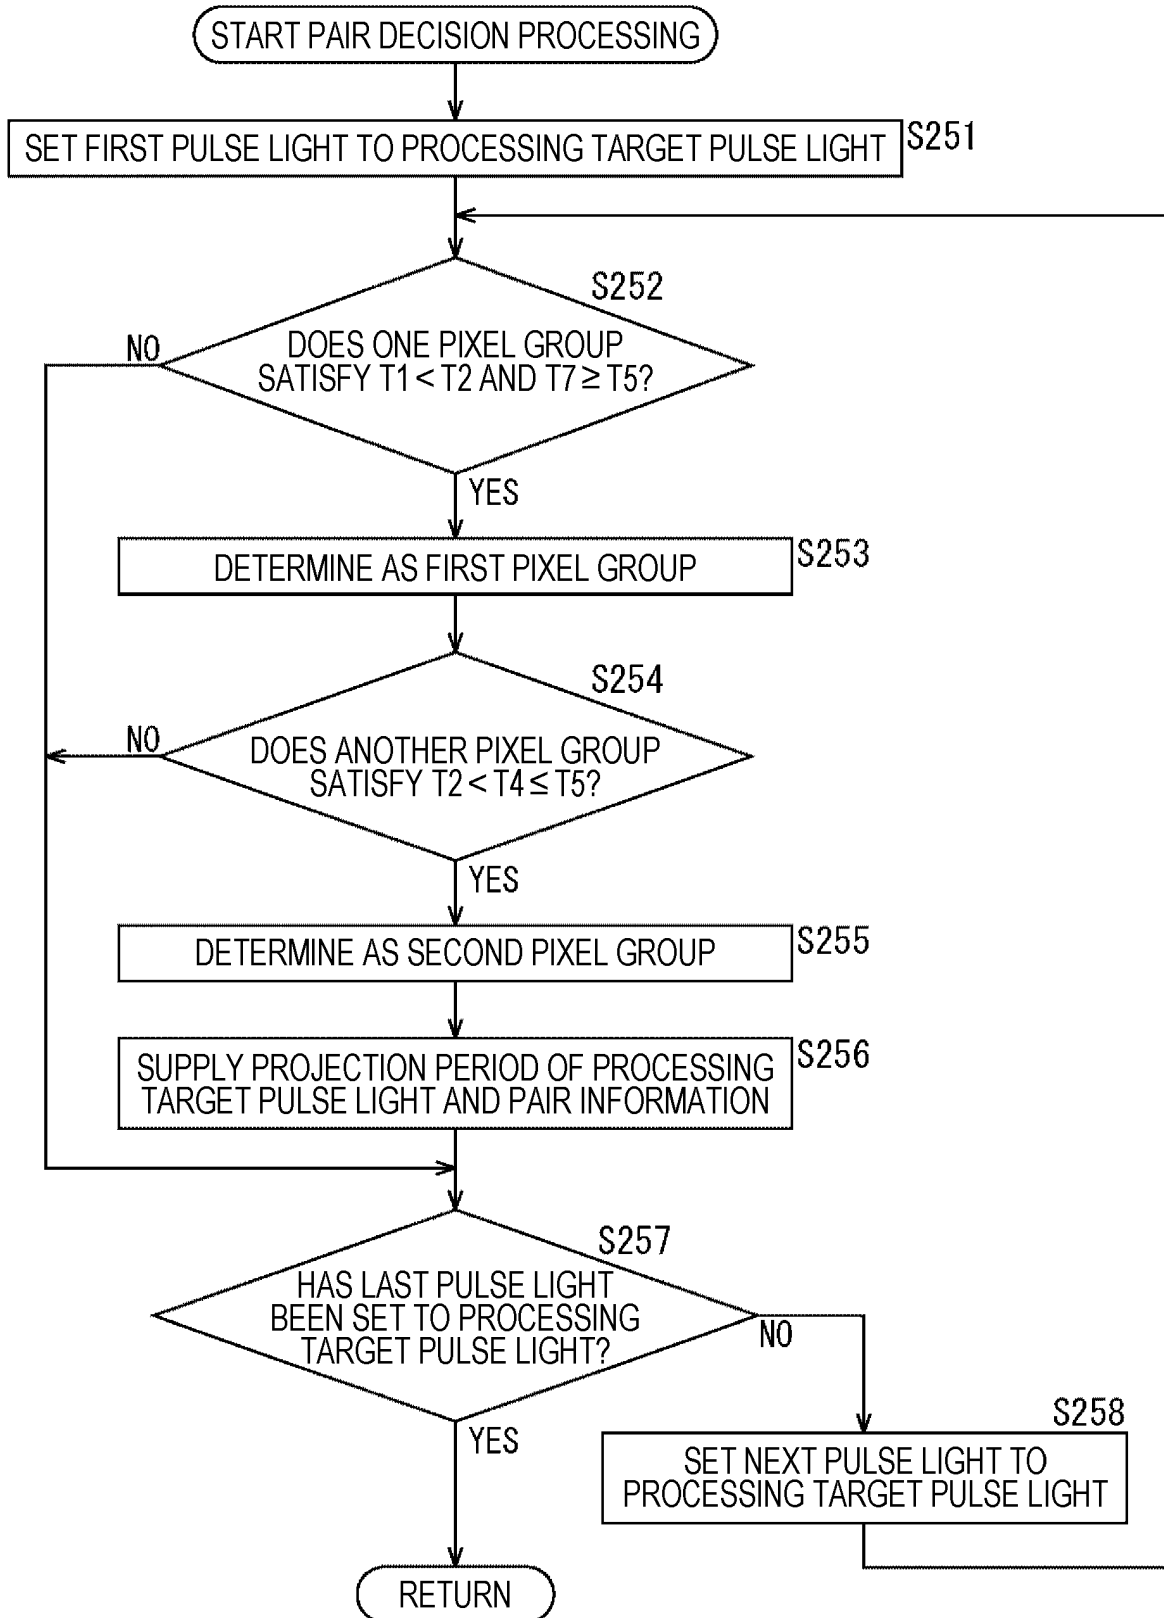 START PAIR DECISION PROCESSING
SET FIRST PULSE LIGHT TO PROCESSING TARGET PULSE LIGHT
S251
S252
NO
DOES ONE PIXEL GROUP
SATISFY T1 < T2 AND T7 ≥ T5?
YES
DETERMINE AS FIRST PIXEL GROUP
S253
S254
NO
DOES ANOTHER PIXEL GROUP
SATISFY T2 < T4 ≤ T5?
YES
DETERMINE AS SECOND PIXEL GROUP
S255
SUPPLY PROJECTION PERIOD OF PROCESSING
TARGET PULSE LIGHT AND PAIR INFORMATION
S256
S257
HAS LAST PULSE LIGHT
BEEN SET TO PROCESSING
TARGET PULSE LIGHT?
NO
YES
S258
SET NEXT PULSE LIGHT TO
PROCESSING TARGET PULSE LIGHT
RETURN